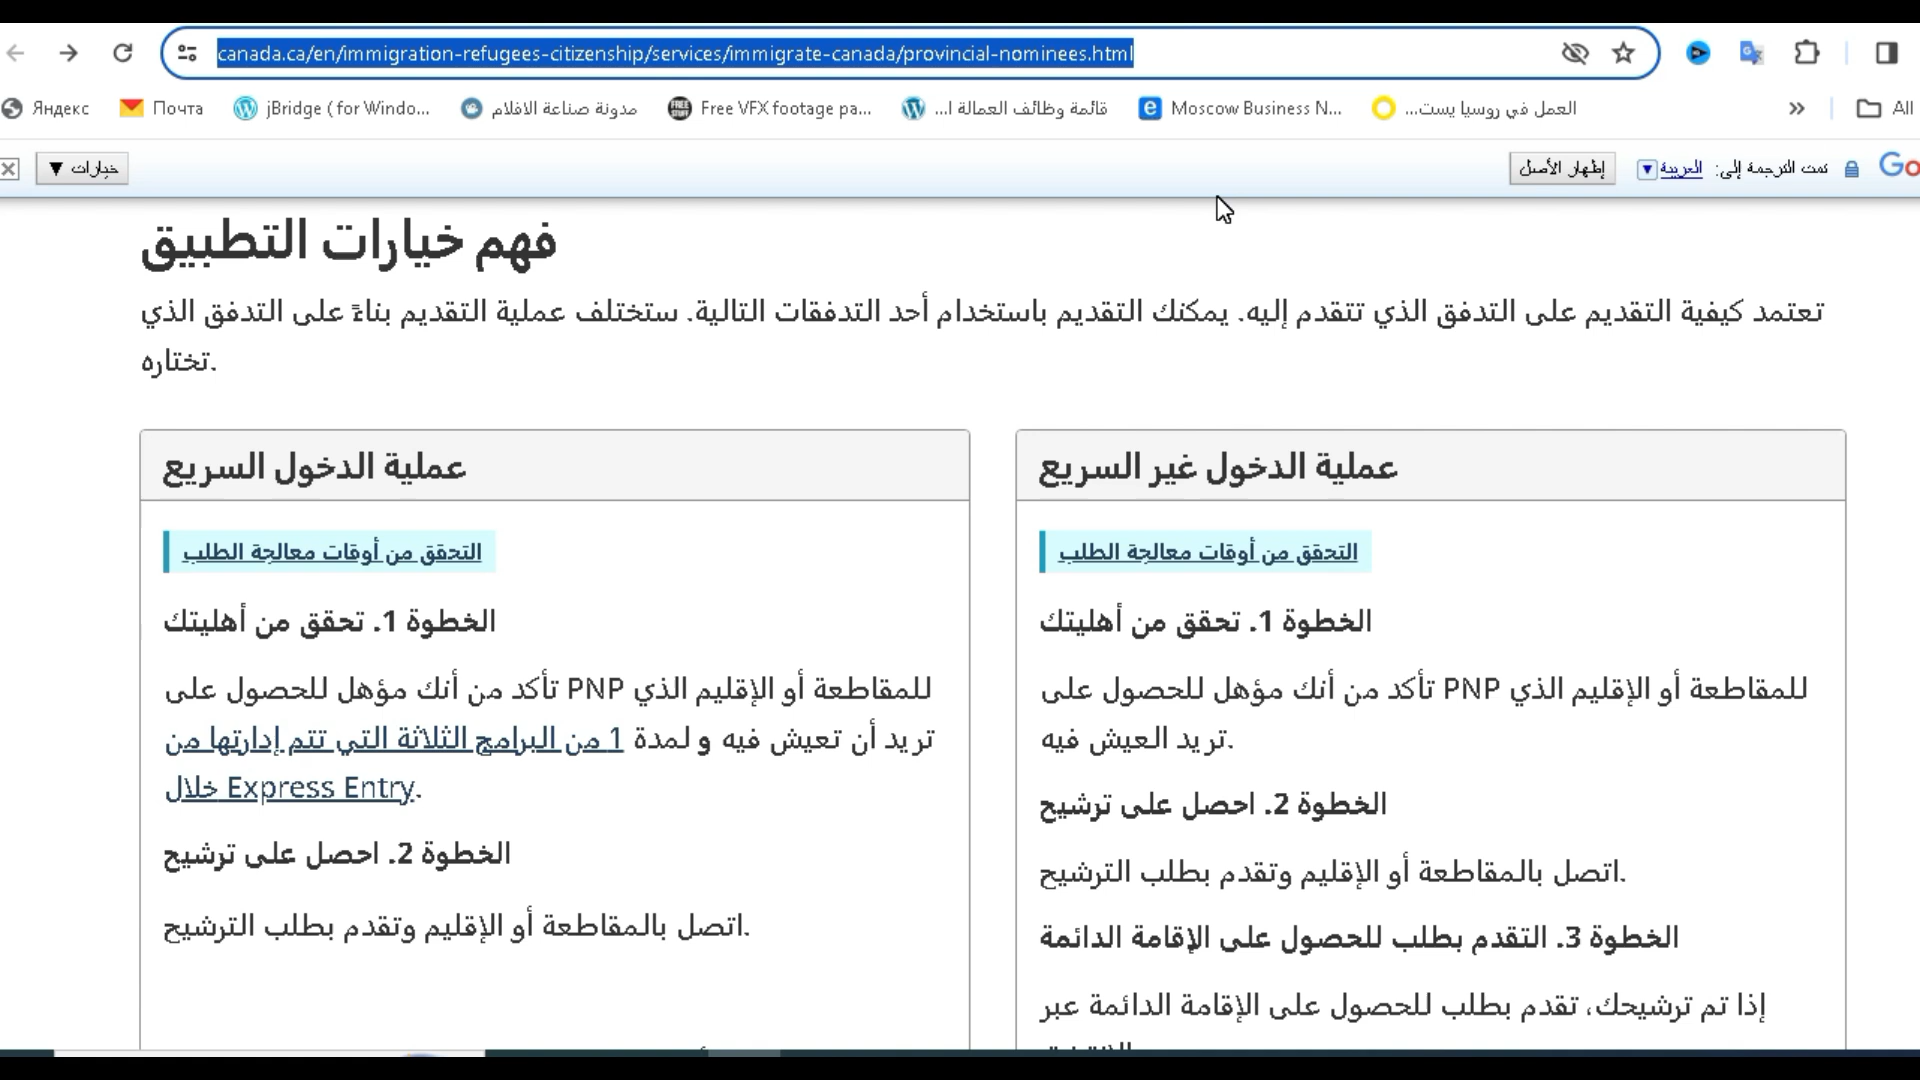 canada.ca/en/immigration-refugees-citizenship/services/immigrate-canada/provincial-nominees.html
Яндекс Почта jBridge ( for Windo... مدونة صناعة الافلام Free VFX footage pa... قائمة وظائف العمالة ا... Moscow Business N... العمل في روسيا يست... » All
خيارات ▼ إظهار الأصل تمت الترجمة إلى: العربية ▼ Go
فهم خيارات التطبيق
تعتمد كيفية التقديم على التدفق الذي تتقدم إليه. يمكنك التقديم باستخدام أحد التدفقات التالية. ستختلف عملية التقديم بناءً على التدفق الذي
تختاره.
عملية الدخول السريع
التحقق من أوقات معالجة الطلب
الخطوة 1. تحقق من أهليتك
للمقاطعة أو الإقليم الذي PNP تأكد من أنك مؤهل للحصول على
تريد أن تعيش فيه و لمدة 1 من البرامج الثلاثة التي تتم إدارتها من
خلال Express Entry.
الخطوة 2. احصل على ترشيح
اتصل بالمقاطعة أو الإقليم وتقدم بطلب الترشيح.
عملية الدخول غير السريع
التحقق من أوقات معالجة الطلب
الخطوة 1. تحقق من أهليتك
للمقاطعة أو الإقليم الذي PNP تأكد من أنك مؤهل للحصول على
تريد العيش فيه.
الخطوة 2. احصل على ترشيح
اتصل بالمقاطعة أو الإقليم وتقدم بطلب الترشيح.
الخطوة 3. التقدم بطلب للحصول على الإقامة الدائمة
إذا تم ترشيحك، تقدم بطلب للحصول على الإقامة الدائمة عبر